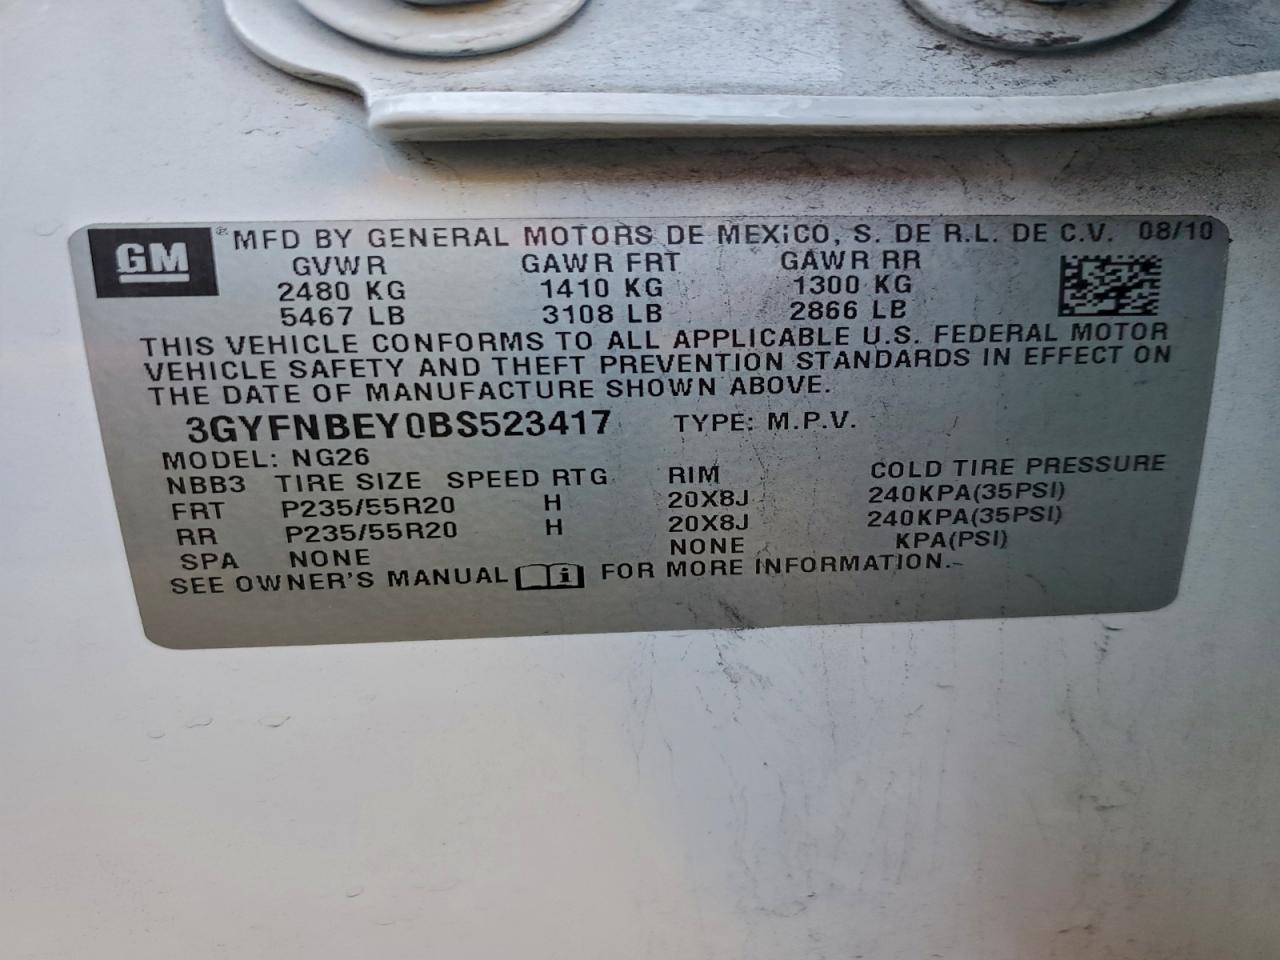 GM ® MFD BY GENERAL MOTORS DE MEXiCO, S. DE R.L. DE C.V. 08/10
GVWR GAWR FRT GAWR RR
2480 KG 1410 KG 1300 KG
5467 LB 3108 LB 2866 LB
THIS VEHICLE CONFORMS TO ALL APPLICABLE U.S. FEDERAL MOTOR
VEHICLE SAFETY AND THEFT PREVENTION STANDARDS IN EFFECT ON
THE DATE OF MANUFACTURE SHOWN ABOVE.
3GYFNBEY0BS523417 TYPE: M.P.V.
MODEL: NG26
NBB3 TIRE SIZE SPEED RTG RIM COLD TIRE PRESSURE
FRT P235/55R20 H 20X8J 240KPA(35PSI)
RR P235/55R20 H 20X8J 240KPA(35PSI)
SPA NONE NONE KPA(PSI)
SEE OWNER'S MANUAL i FOR MORE INFORMATION.